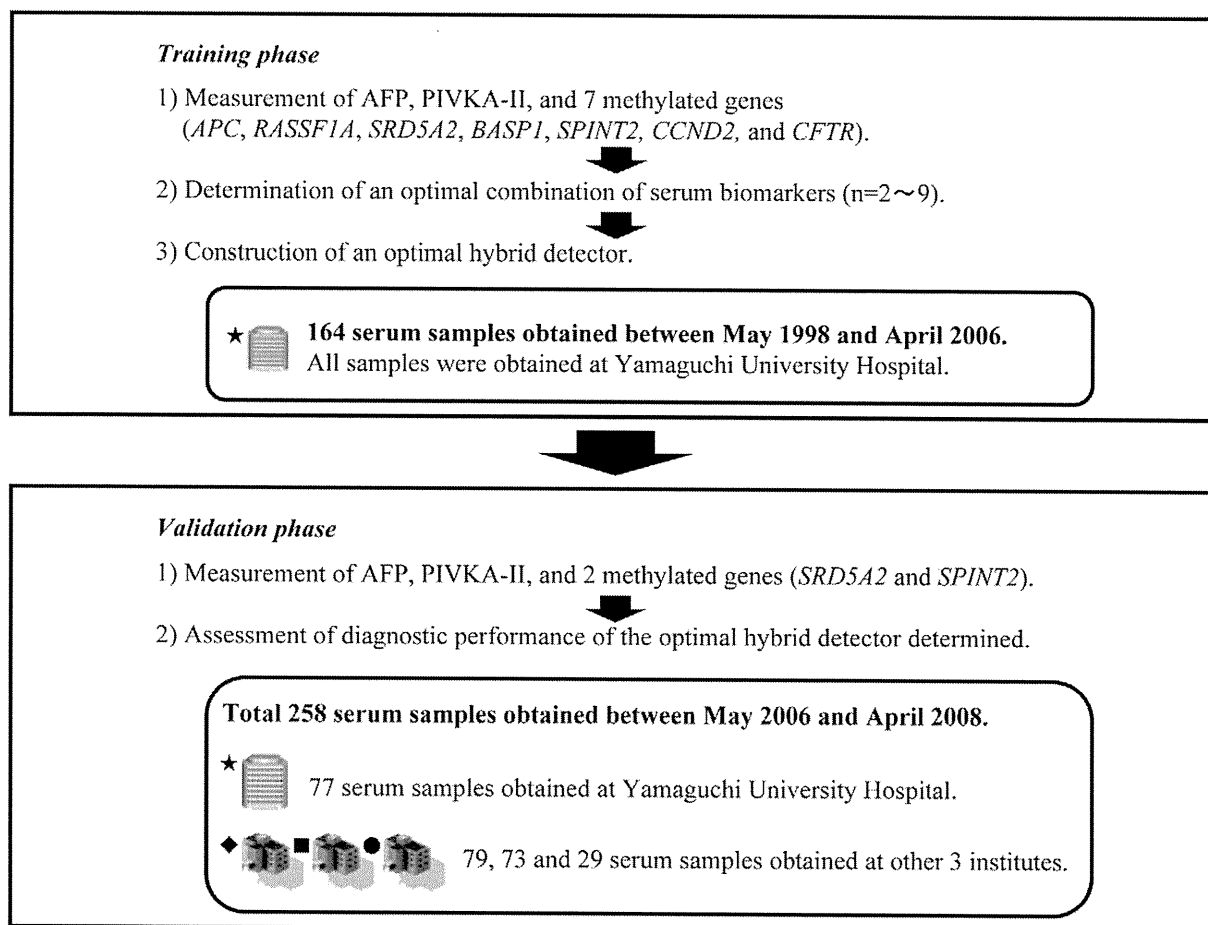 Training phase
1) Measurement of AFP, PIVKA-II, and 7 methylated genes
(APC, RASSF1A, SRD5A2, BASP1, SPINT2, CCND2, and CFTR).
2) Determination of an optimal combination of serum biomarkers (n=2～9).
3) Construction of an optimal hybrid detector.
★ 164 serum samples obtained between May 1998 and April 2006.
All samples were obtained at Yamaguchi University Hospital.
Validation phase
1) Measurement of AFP, PIVKA-II, and 2 methylated genes (SRD5A2 and SPINT2).
2) Assessment of diagnostic performance of the optimal hybrid detector determined.
Total 258 serum samples obtained between May 2006 and April 2008.
★ 77 serum samples obtained at Yamaguchi University Hospital.
◆ ■ ● 79, 73 and 29 serum samples obtained at other 3 institutes.